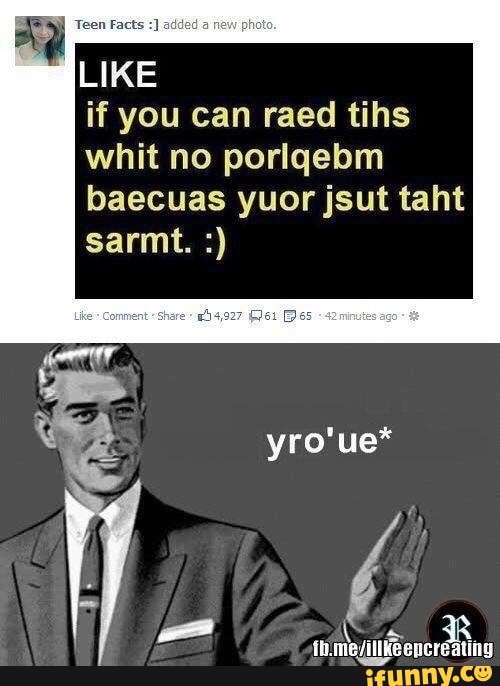 Teen Facts :] added a new photo.
LIKE
if you can raed tihs
whit no porlqebm
baecuas yuor jsut taht
sarmt. :)
Like · Comment · Share · 4,927 61 65 · 42 minutes ago ·
yro'ue*
R
fb.me/illkeepcreating
ifunny.co